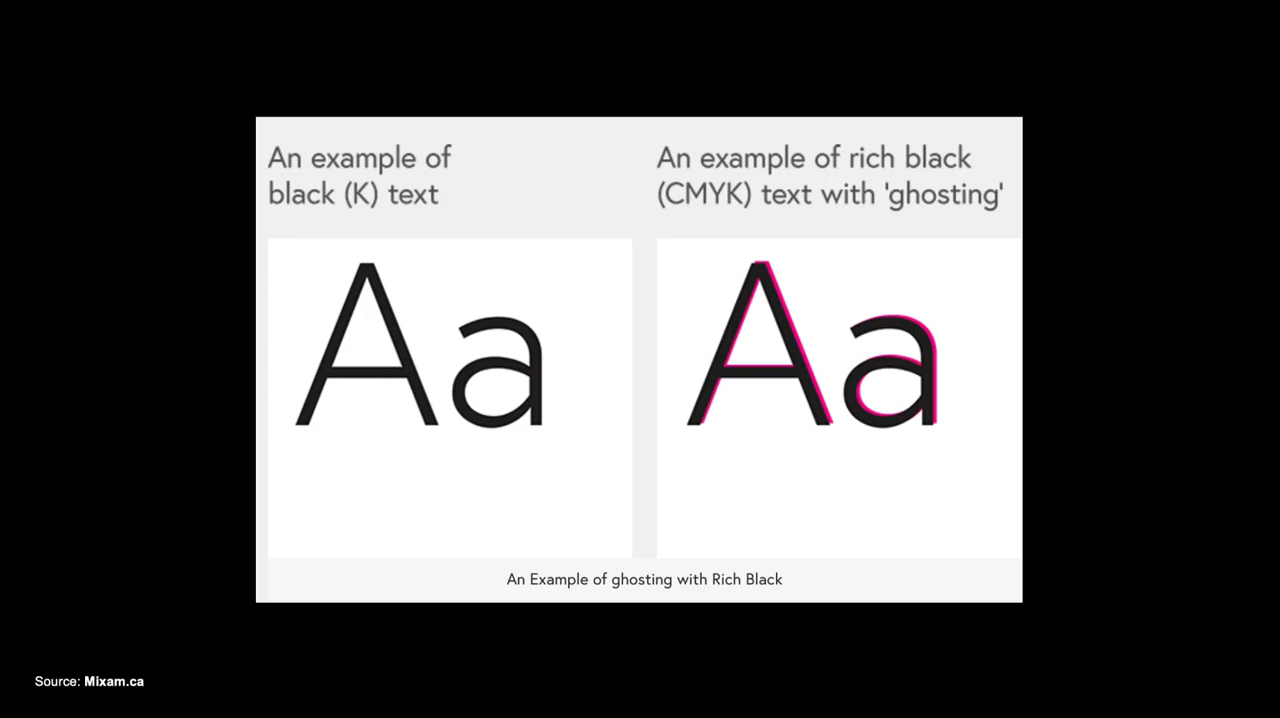 An example of
black (K) text
An example of rich black
(CMYK) text with 'ghosting'
Aa
Aa
An Example of ghosting with Rich Black
Source: Mixam.ca